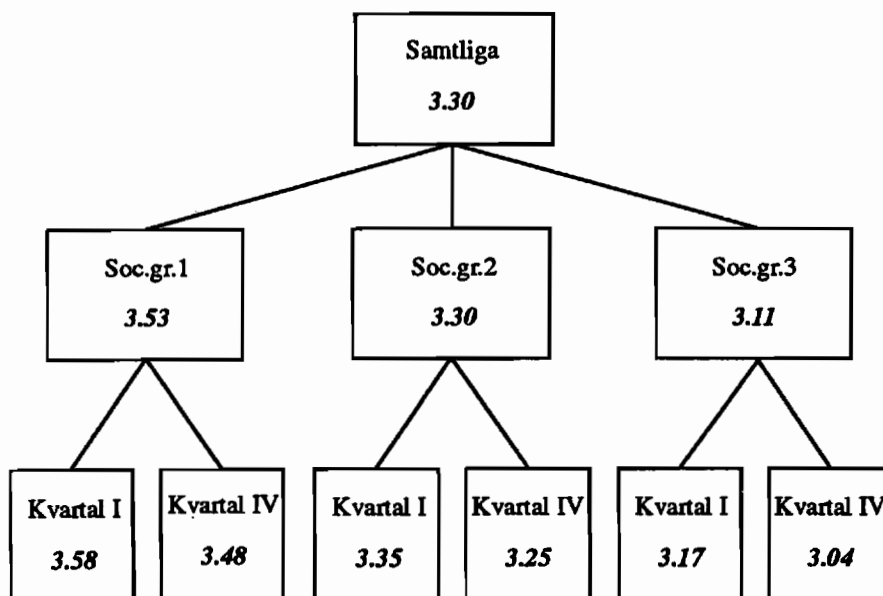 Samtliga
3.30
Soc.gr.1
3.53
Soc.gr.2
3.30
Soc.gr.3
3.11
Kvartal I
3.58
Kvartal IV
3.48
Kvartal I
3.35
Kvartal IV
3.25
Kvartal I
3.17
Kvartal IV
3.04